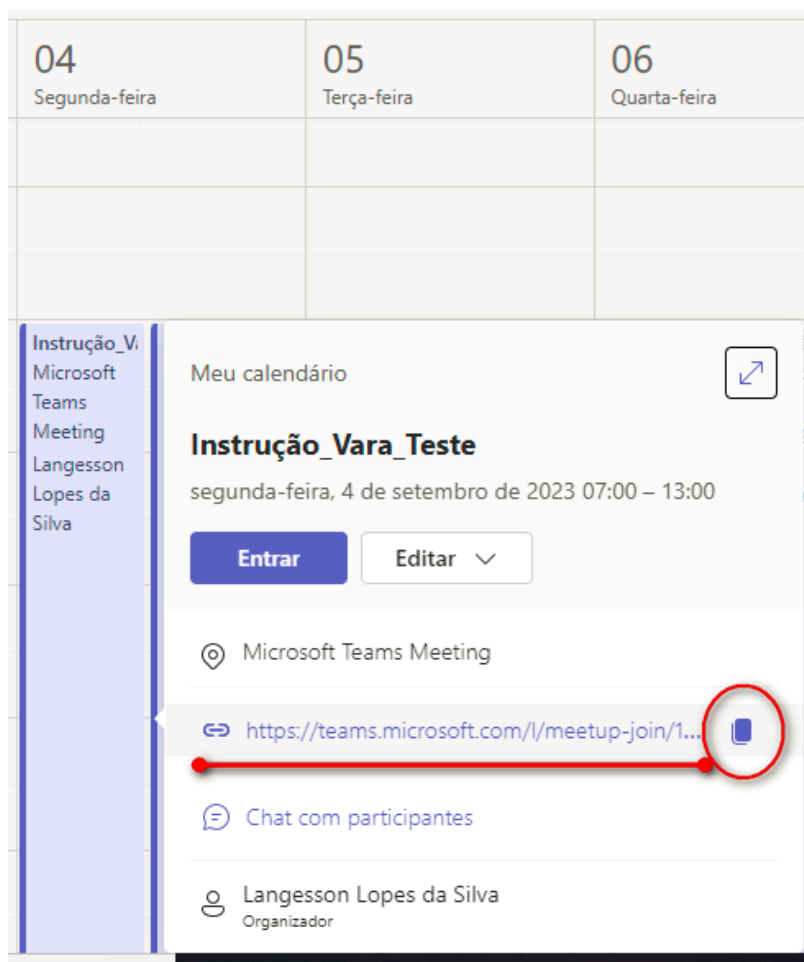 04
Segunda-feira
05
Terça-feira
06
Quarta-feira
Instrução_Va
Microsoft
Teams
Meeting
Langesson
Lopes da
Silva
Meu calendário
Instrução_Vara_Teste
segunda-feira, 4 de setembro de 2023 07:00 – 13:00
Entrar
Editar
Microsoft Teams Meeting
https://teams.microsoft.com/l/meetup-join/1...
Chat com participantes
Langesson Lopes da Silva
Organizador